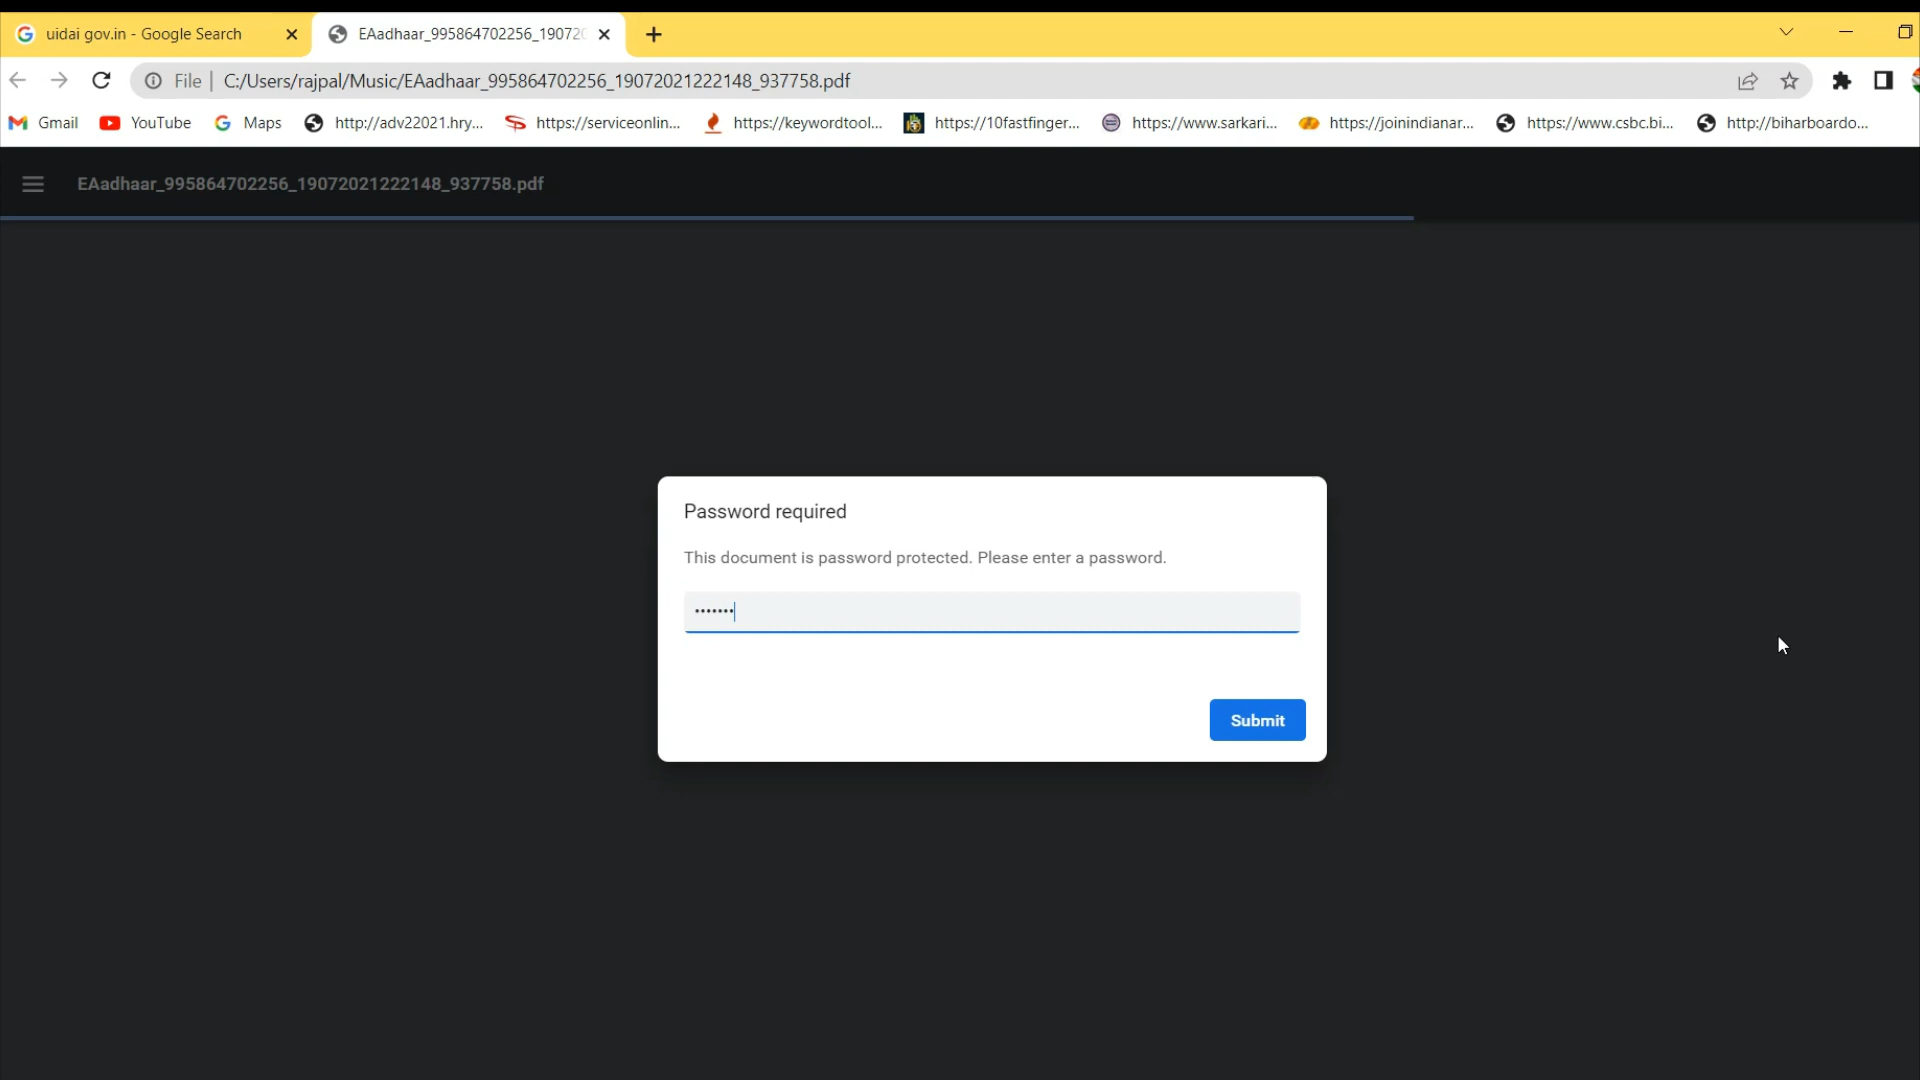 uidai gov.in - Google Search
EAadhaar_995864702256_19072
File | C:/Users/rajpal/Music/EAadhaar_995864702256_19072021222148_937758.pdf
Gmail YouTube Maps http://adv22021.hry... https://serviceonlin... https://keywordtool... https://10fastfinger... https://www.sarkari... https://joinindianar... https://www.csbc.bi... http://biharboardo...
EAadhaar_995864702256_19072021222148_937758.pdf
Password required
This document is password protected. Please enter a password.
•••••••
Submit